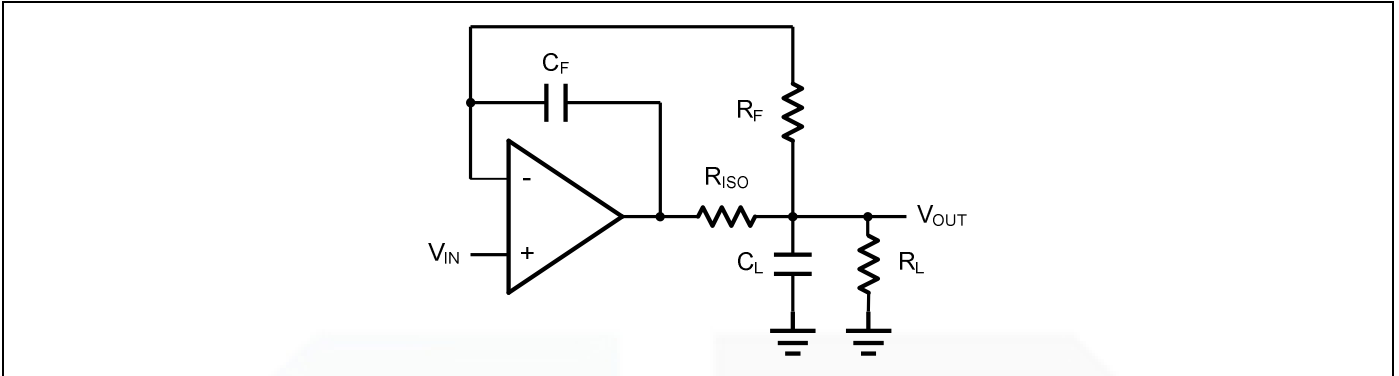 C_F
R_F
-
R_ISO
V_OUT
V_IN
+
C_L
R_L